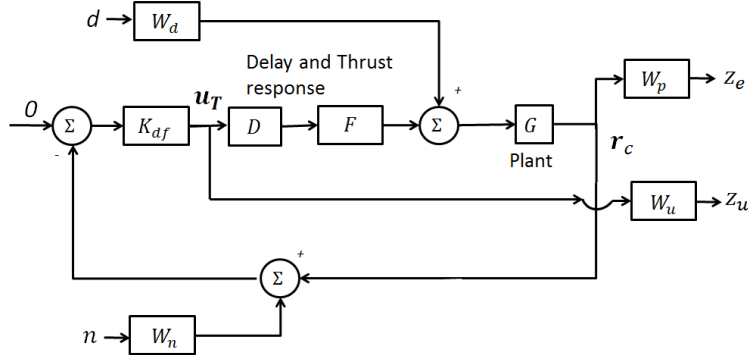 d
W_d
Delay and Thrust
response
+
W_p
z_e
0
Σ
K_df
u_T
D
F
Σ
G
r_c
-
Plant
W_u
z_u
+
Σ
n
W_n